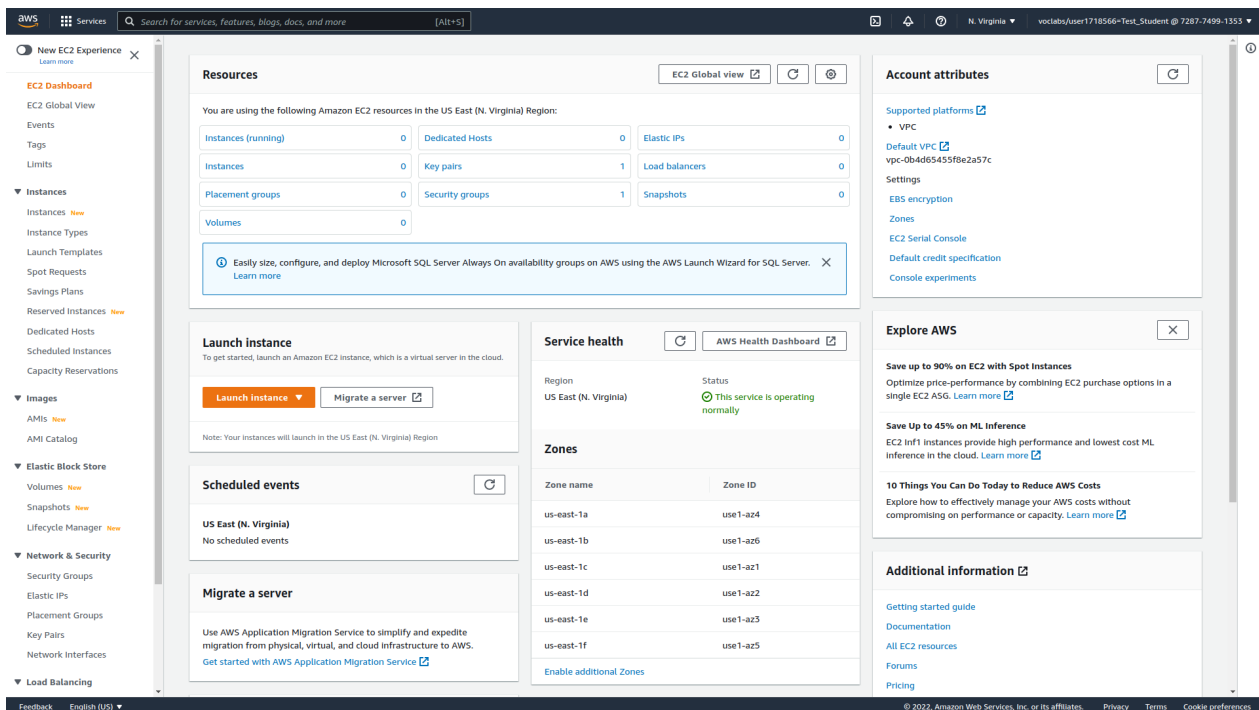 aws
Services
Search for services, features, blogs, docs, and more
[Alt+S]
N. Virginia ▼
voclabs/user1718566=Test_Student @ 7287-7499-1353 ▼
New EC2 Experience
Learn more
EC2 Dashboard
EC2 Global View
Events
Tags
Limits
▼ Instances
Instances New
Instance Types
Launch Templates
Spot Requests
Savings Plans
Reserved Instances New
Dedicated Hosts
Scheduled Instances
Capacity Reservations
▼ Images
AMIs New
AMI Catalog
▼ Elastic Block Store
Volumes New
Snapshots New
Lifecycle Manager New
▼ Network & Security
Security Groups
Elastic IPs
Placement Groups
Key Pairs
Network Interfaces
▼ Load Balancing
Resources
EC2 Global view
You are using the following Amazon EC2 resources in the US East (N. Virginia) Region:
Instances (running) 0
Dedicated Hosts 0
Elastic IPs 0
Instances 0
Key pairs 1
Load balancers 0
Placement groups 0
Security groups 1
Snapshots 0
Volumes 0
Easily size, configure, and deploy Microsoft SQL Server Always On availability groups on AWS using the AWS Launch Wizard for SQL Server.
Learn more
Launch instance
To get started, launch an Amazon EC2 instance, which is a virtual server in the cloud.
Launch instance ▼
Migrate a server
Note: Your instances will launch in the US East (N. Virginia) Region
Scheduled events
US East (N. Virginia)
No scheduled events
Migrate a server
Use AWS Application Migration Service to simplify and expedite
migration from physical, virtual, and cloud infrastructure to AWS.
Get started with AWS Application Migration Service
Service health
AWS Health Dashboard
Region
Status
US East (N. Virginia)
This service is operating
normally
Zones
Zone name Zone ID
us-east-1a use1-az4
us-east-1b use1-az6
us-east-1c use1-az1
us-east-1d use1-az2
us-east-1e use1-az3
us-east-1f use1-az5
Enable additional Zones
Account attributes
Supported platforms
• VPC
Default VPC
vpc-0b4d65455f8e2a57c
Settings
EBS encryption
Zones
EC2 Serial Console
Default credit specification
Console experiments
Explore AWS
Save up to 90% on EC2 with Spot Instances
Optimize price-performance by combining EC2 purchase options in a
single EC2 ASG. Learn more
Save Up to 45% on ML Inference
EC2 Inf1 instances provide high performance and lowest cost ML
inference in the cloud. Learn more
10 Things You Can Do Today to Reduce AWS Costs
Explore how to effectively manage your AWS costs without
compromising on performance or capacity. Learn more
Additional information
Getting started guide
Documentation
All EC2 resources
Forums
Pricing
Feedback
English (US) ▼
© 2022, Amazon Web Services, Inc. or its affiliates.
Privacy
Terms
Cookie preferences